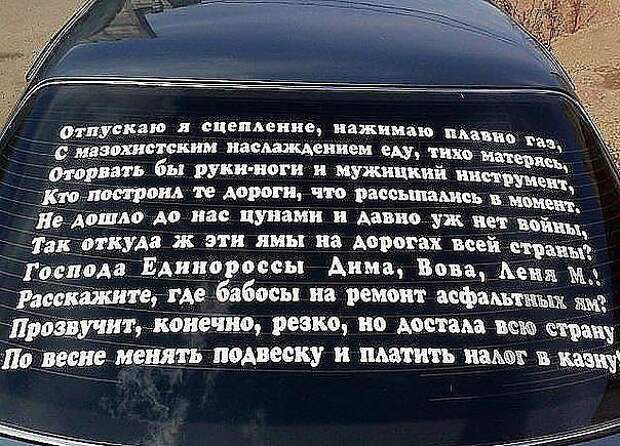 Отпускаю я сцепление, нажимаю плавно газ,
С мазохистским наслаждением еду, тихо матерясь,
Оторвать бы руки-ноги и мужицкий инструмент,
Кто построил те дороги, что рассыпались в момент.
Не дошло до нас цунами и давно уж нет войны,
Так откуда ж эти ямы на дорогах всей страны?
Господа Единороссы Дима, Вова, Леня М.!
Расскажите, где бабосы на ремонт асфальтных ям?
Прозвучит, конечно, резко, но достала всю страну
По весне менять подвеску и платить налог в казну!